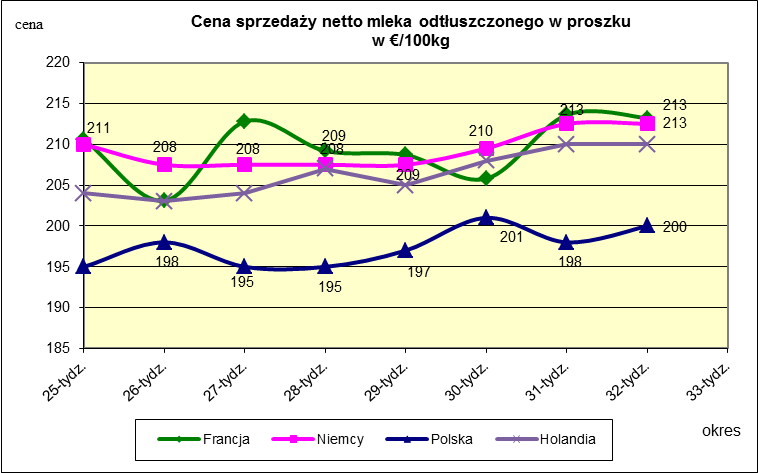 Cena sprzedaży netto mleka odtłuszczonego w proszku
w €/100kg
cena
220
215
210
205
200
195
190
185
211
208
208
209
208
209
210
213
213
213
198
195
195
197
201
198
200
25-tydz.
26-tydz.
27-tydz.
28-tydz.
29-tydz.
30-tydz.
31-tydz.
32-tydz.
33-tydz.
okres
Francja
Niemcy
Polska
Holandia